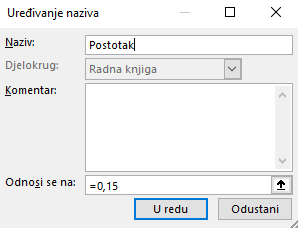 Uređivanje naziva
Naziv: Postotak
Djelokrug: Radna knjiga
Komentar:
Odnosi se na: =0,15
U redu Odustani